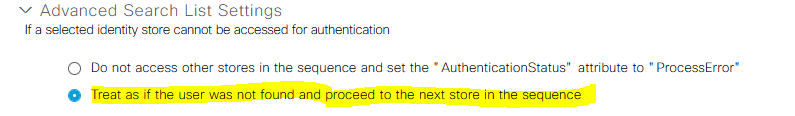 Advanced Search List Settings
If a selected identity store cannot be accessed for authentication
Do not access other stores in the sequence and set the "AuthenticationStatus" attribute to "ProcessError"
Treat as if the user was not found and proceed to the next store in the sequence